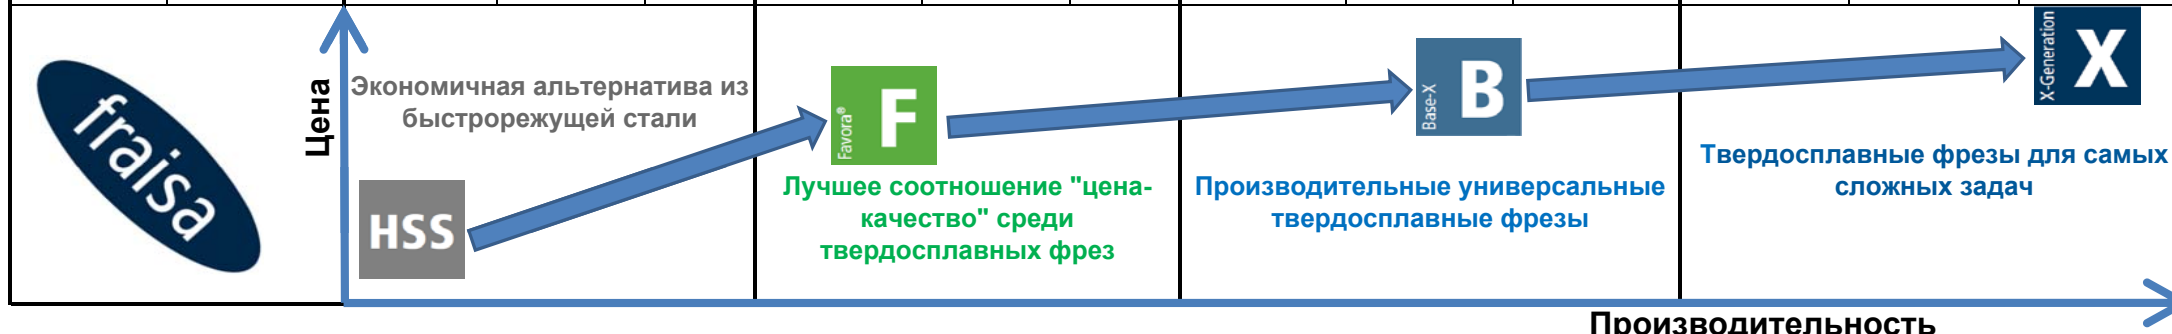 fraisa
Цена
Экономичная альтернатива из
быстрорежущей стали
HSS
Favora®
F
Лучшее соотношение "цена-
качество" среди
твердосплавных фрез
Base-X
B
Производительные универсальные
твердосплавные фрезы
X-Generation
X
Твердосплавные фрезы для самых
сложных задач
Производительность